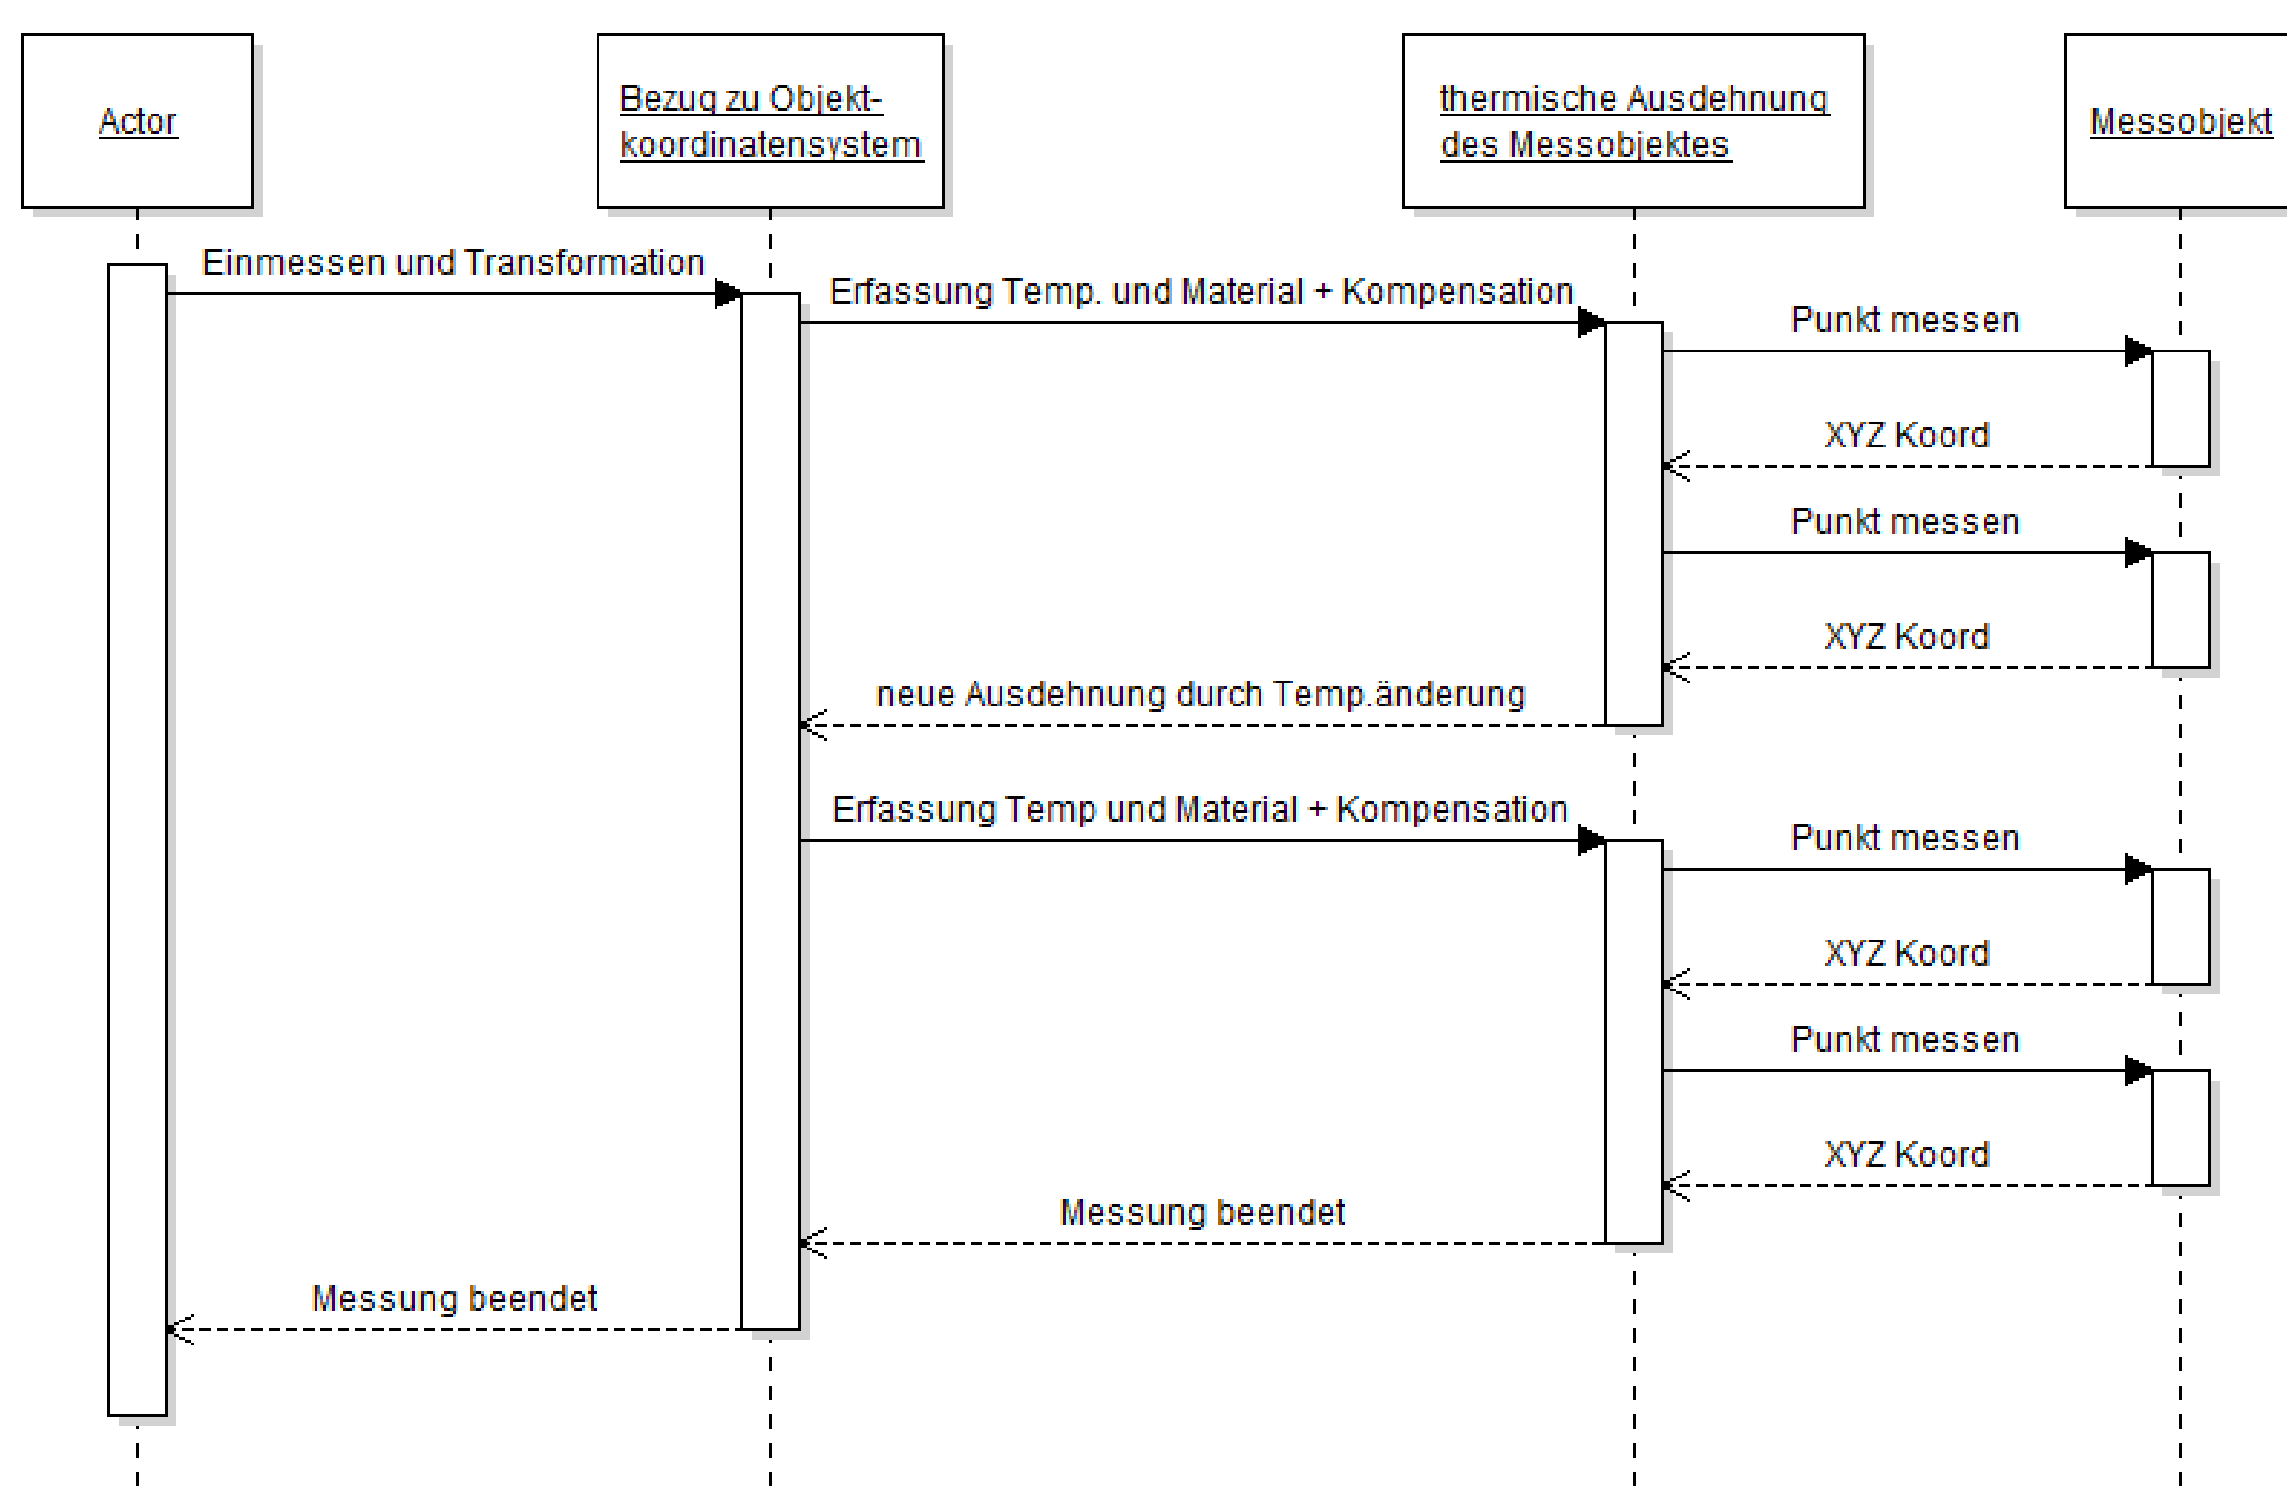 Actor
Bezug zu Objekt-
koordinatensystem
thermische Ausdehnung
des Messobjektes
Messobjekt
Einmessen und Transformation
Erfassung Temp. und Material + Kompensation
Punkt messen
XYZ Koord
Punkt messen
XYZ Koord
neue Ausdehnung durch Temp.änderung
Erfassung Temp und Material + Kompensation
Punkt messen
XYZ Koord
Punkt messen
XYZ Koord
Messung beendet
Messung beendet